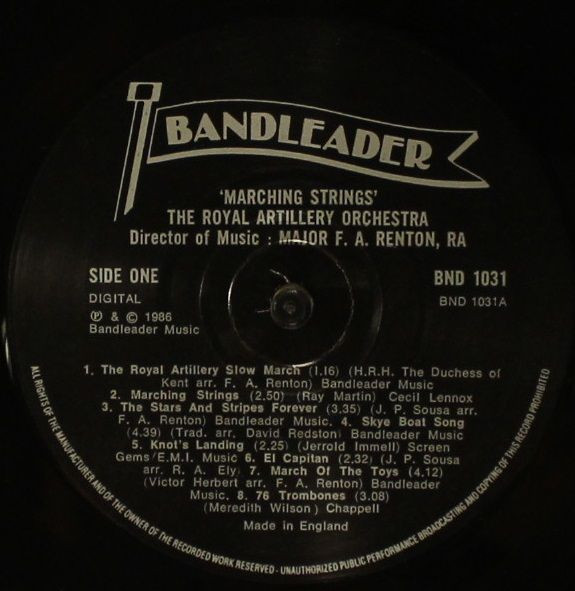 BANDLEADER
'MARCHING STRINGS'
THE ROYAL ARTILLERY ORCHESTRA
Director of Music : MAJOR F. A. RENTON, RA
SIDE ONE
BND 1031
DIGITAL
BND 1031A
℗ & © 1986
Bandleader Music
1. The Royal Artillery Slow March (1.16) (H.R.H. The Duchess of
Kent arr. F. A. Renton) Bandleader Music
2. Marching Strings (2.50) (Ray Martin) Cecil Lennox
3. The Stars And Stripes Forever (3.35) (J. P. Sousa arr.
F. A. Renton) Bandleader Music. 4. Skye Boat Song
(4.39) (Trad. arr. David Redston) Bandleader Music
5. Knot's Landing (2.25) (Jerrold Immell) Screen
Gems/E.M.I. Music 6. El Capitan (2.32) (J. P. Sousa
arr. R. A. Ely) 7. March Of The Toys (4.12)
(Victor Herbert arr. F. A. Renton) Bandleader
Music. 8. 76 Trombones (3.08)
(Meredith Wilson) Chappell
Made in England
ALL RIGHTS OF THE MANUFACTURER AND OF THE OWNER OF THE RECORDED WORK RESERVED - UNAUTHORIZED PUBLIC PERFORMANCE BROADCASTING AND COPYING OF THIS RECORD PROHIBITED